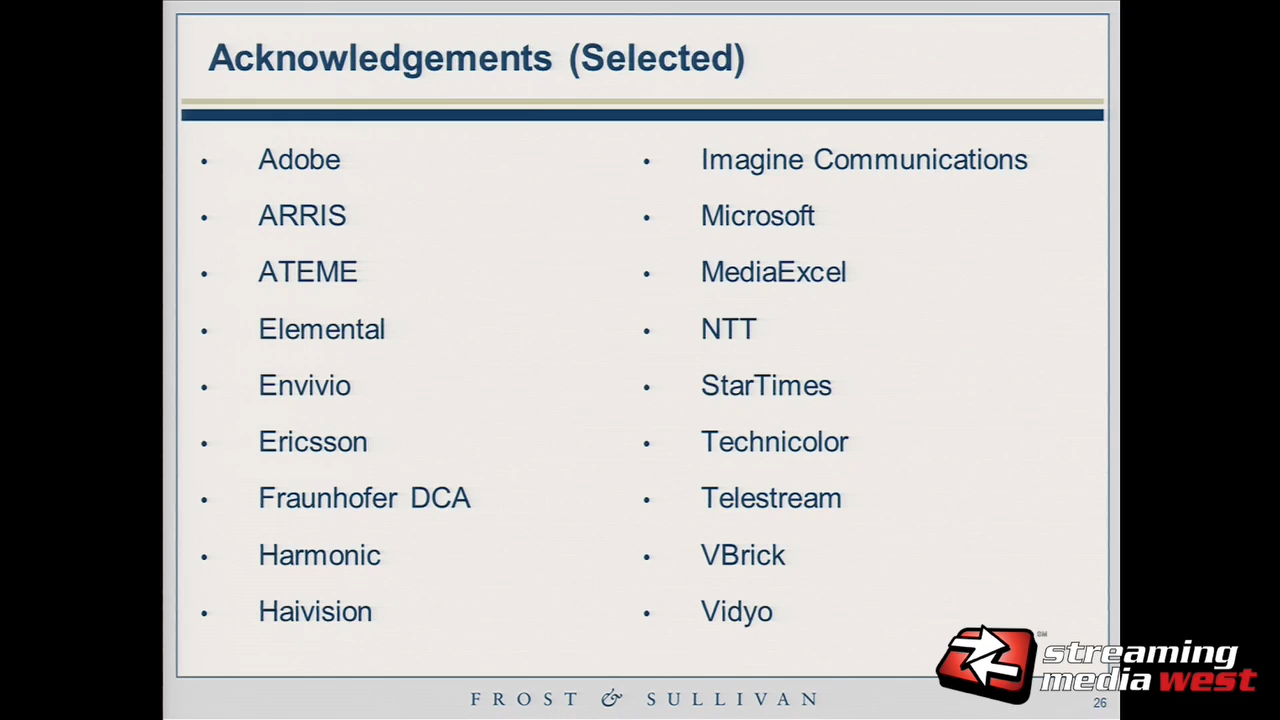 Acknowledgements (Selected)
• Adobe
• ARRIS
• ATEME
• Elemental
• Envivio
• Ericsson
• Fraunhofer DCA
• Harmonic
• Haivision
• Imagine Communications
• Microsoft
• MediaExcel
• NTT
• StarTimes
• Technicolor
• Telestream
• VBrick
• Vidyo
FROST & SULLIVAN
26
SM
streaming
media west